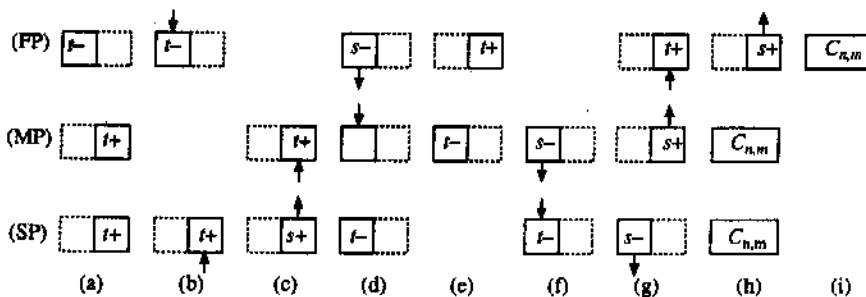 (FP) t− t− s− t+ t+ s+ C_{n,m}
(MP) t+ t+ t− s− s+ C_{n,m}
(SP) t+ t+ s+ t− t− s− C_{n,m}
(a) (b) (c) (d) (e) (f) (g) (h) (i)